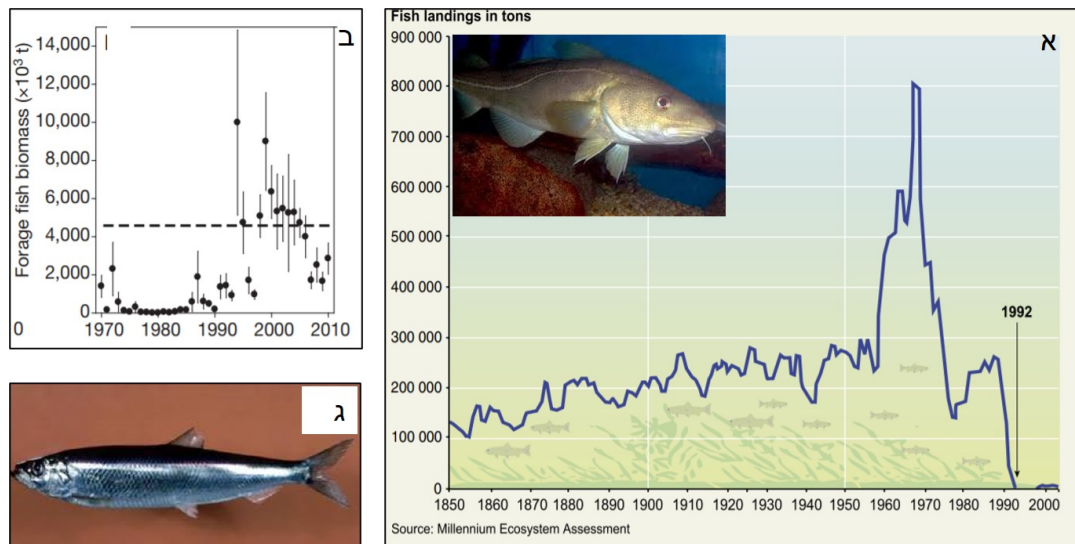 ב
Forage fish biomass (×10³ t)
14,000
12,000
10,000
8,000
6,000
4,000
2,000
0
0
1970 1980 1990 2000 2010
ג
Fish landings in tons
א
900 000
800 000
700 000
600 000
500 000
400 000
300 000
200 000
100 000
0
1992
1850 1860 1870 1880 1890 1900 1910 1920 1930 1940 1950 1960 1970 1980 1990 2000
Source: Millennium Ecosystem Assessment